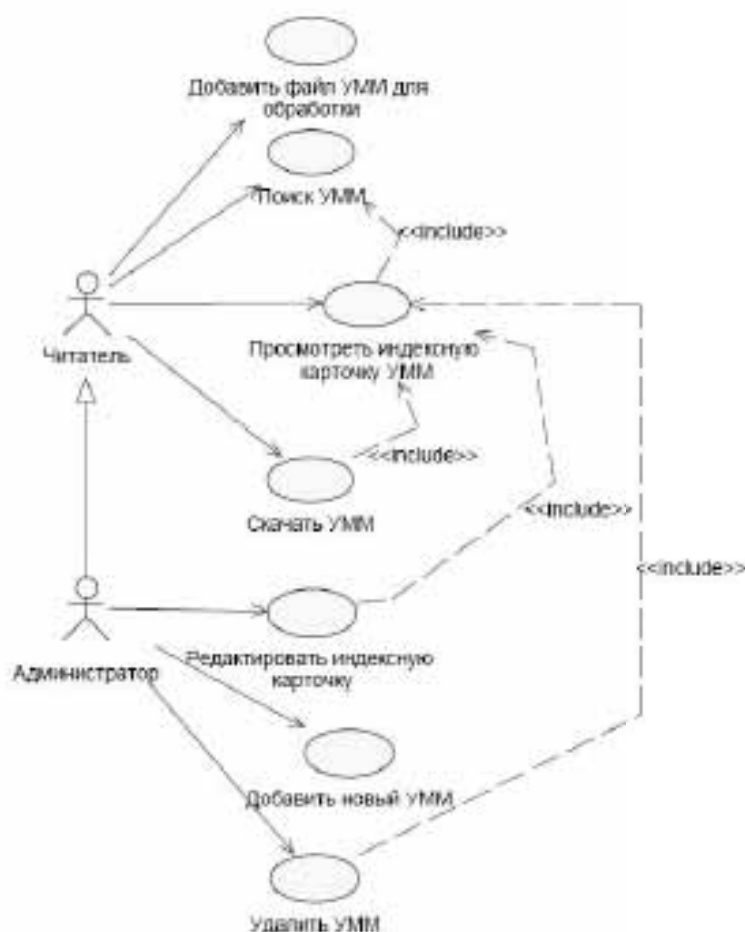 Добавить файл УММ для
обработки
Поиск УММ
<<include>>
Читатель
Просмотреть индексную
карточку УММ
<<include>>
Скачать УММ
<<include>>
<<include>>
Администратор
Редактировать индексную
карточку
Добавить новый УММ
Удалить УММ